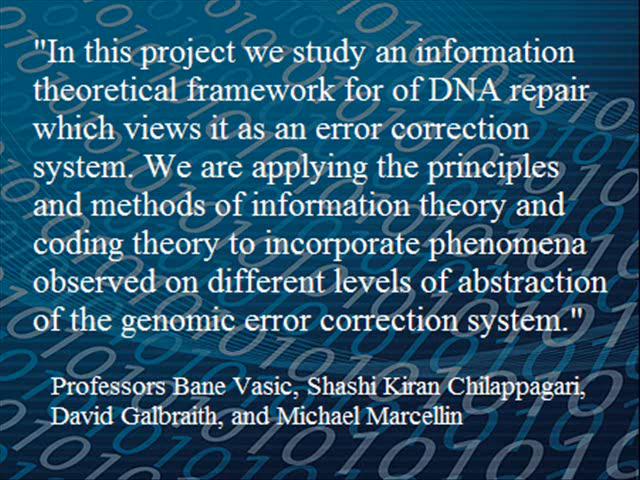 "In this project we study an information
theoretical framework for of DNA repair
which views it as an error correction
system. We are applying the principles
and methods of information theory and
coding theory to incorporate phenomena
observed on different levels of abstraction
of the genomic error correction system."
Professors Bane Vasic, Shashi Kiran Chilappagari,
David Galbraith, and Michael Marcellin